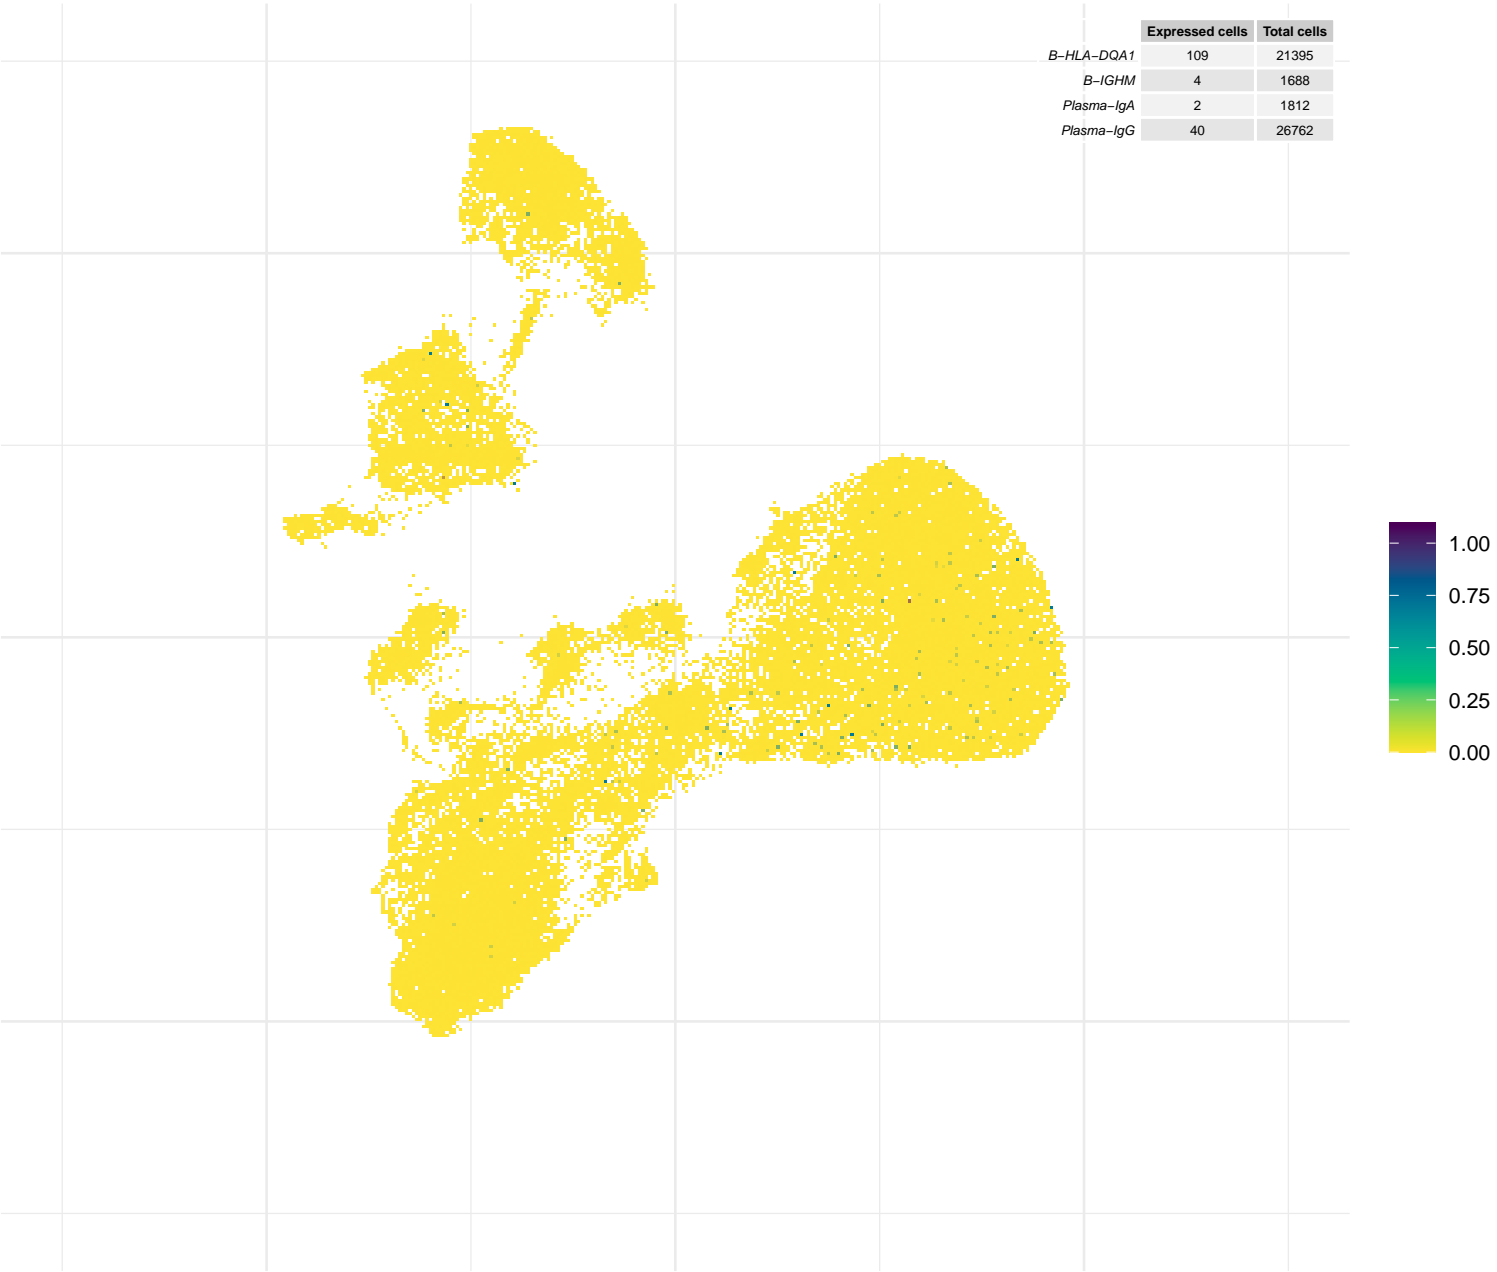 Expressed cells Total cells
B−HLA−DQA1 109 21395
B−IGHM 4 1688
Plasma−IgA 2 1812
Plasma−IgG 40 26762
1.00
0.75
0.50
0.25
0.00